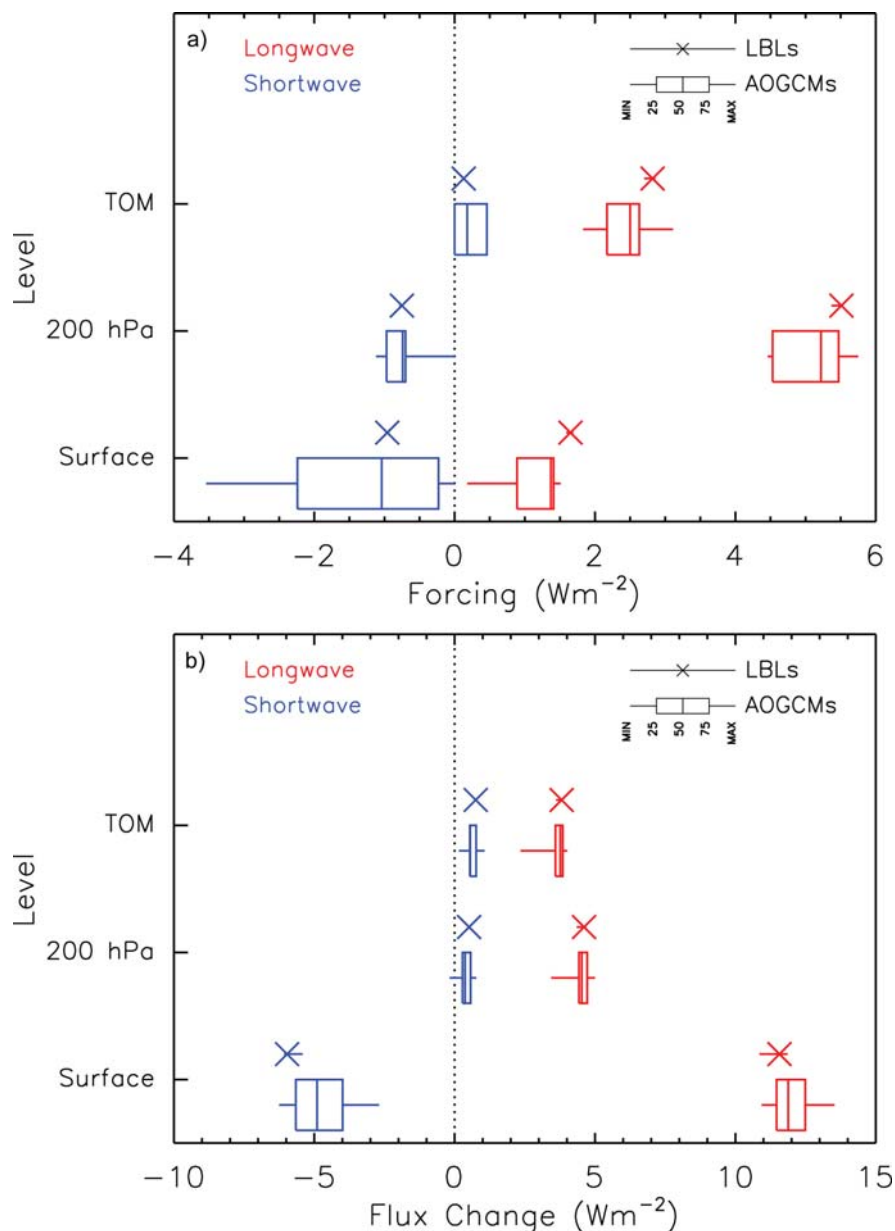 a)
Longwave
Shortwave
LBLs
AOGCMs
MIN 25 50 75 MAX
TOM
200 hPa
Surface
Level
-4 -2 0 2 4 6
Forcing (Wm⁻²)
b)
Longwave
Shortwave
LBLs
AOGCMs
MIN 25 50 75 MAX
TOM
200 hPa
Surface
Level
-10 -5 0 5 10 15
Flux Change (Wm⁻²)